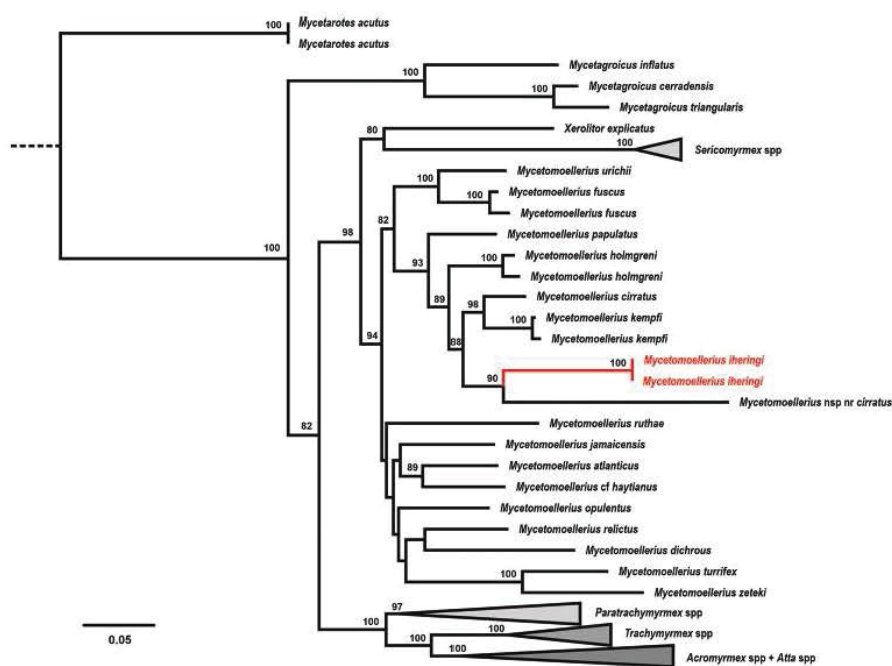 100
Mycetarotes acutus
Mycetarotes acutus
100
Mycetagroicus inflatus
100
Mycetagroicus cerradensis
Mycetagroicus triangularis
80
Xerolitor explicatus
100
Sericomyrmex spp
100
Mycetomoellerius urichii
100
Mycetomoellerius fuscus
Mycetomoellerius fuscus
82
98
Mycetomoellerius papulatus
93
100
Mycetomoellerius holmgreni
Mycetomoellerius holmgreni
100
89
98
Mycetomoellerius cirratus
100
Mycetomoellerius kempfi
Mycetomoellerius kempfi
94
88
100
Mycetomoellerius iheringi
90
Mycetomoellerius iheringi
Mycetomoellerius nsp nr cirratus
82
Mycetomoellerius ruthae
Mycetomoellerius jamaicensis
89
Mycetomoellerius atlanticus
Mycetomoellerius cf haytianus
Mycetomoellerius opulentus
Mycetomoellerius relictus
Mycetomoellerius dichrous
100
Mycetomoellerius turrifex
Mycetomoellerius zeteki
97
Paratrachymyrmex spp
100
100
Trachymyrmex spp
100
100
Acromyrmex spp + Atta spp
0.05